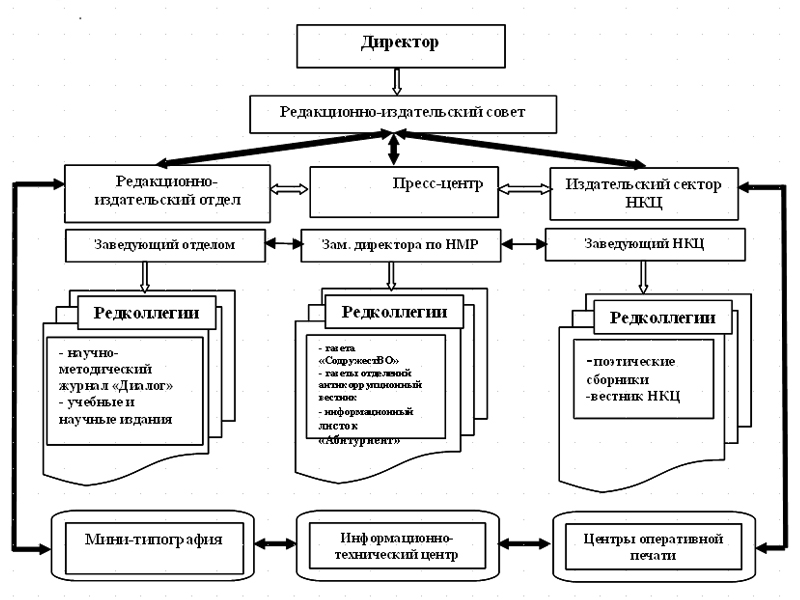 Директор
Редакционно-издательский совет
Редакционно-
издательский отдел
Пресс-центр
Издательский сектор
НКЦ
Заведующий отделом
Зам. директора по НМР
Заведующий НКЦ
Редколлегии
- научно-
методический
журнал «Диалог»
- учебные и
научные издания
Редколлегии
- газета
«СодружестВО»
- газеты отделений
антикоррупционный
вестник
- информационный
листок
«Абитуриент»
Редколлегии
-поэтические
сборники
-вестник НКЦ
Мини-типография
Информационно-
технический центр
Центры оперативной
печати